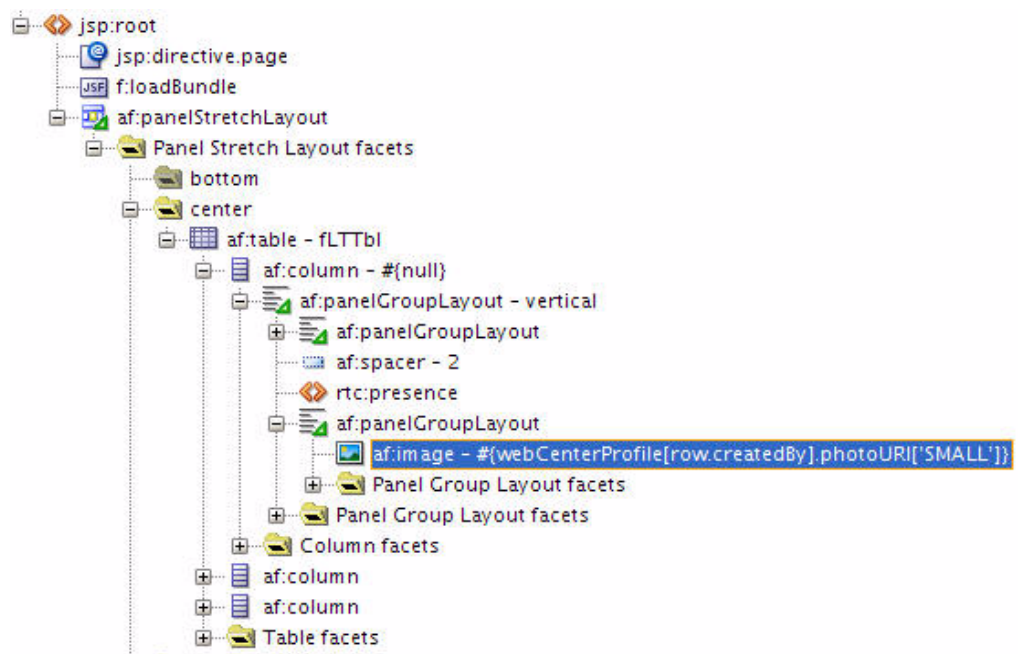 jsp:root
jsp:directive.page
JSF f:loadBundle
af:panelStretchLayout
Panel Stretch Layout facets
bottom
center
af:table - fLTTbl
af:column - #{null}
af:panelGroupLayout - vertical
af:panelGroupLayout
af:spacer - 2
rtc:presence
af:panelGroupLayout
af:image - #{webCenterProfile[row.createdBy].photoURI['SMALL']}
Panel Group Layout facets
Panel Group Layout facets
Column facets
af:column
af:column
Table facets